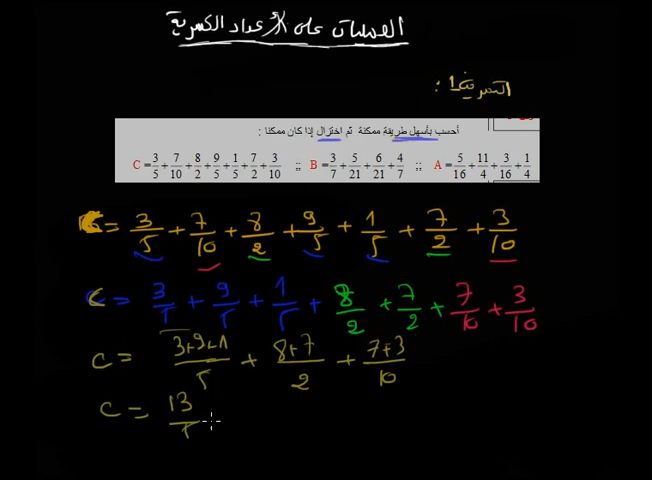 العمليات على الأعداد الكسرية
التمرين 1 :
أحسب بأسهل طريقة ممكنة ثم اختزال إذا كان ممكنا :
C = 3/5 + 7/10 + 8/2 + 9/5 + 1/5 + 7/2 + 3/10 ;; B = 3/7 + 5/21 + 6/21 + 4/7 ;; A = 5/16 + 11/4 + 3/16 + 1/4
C = 3/5 + 7/10 + 8/2 + 9/5 + 1/5 + 7/2 + 3/10
C = 3/5 + 9/5 + 1/5 + 8/2 + 7/2 + 7/10 + 3/10
C = 3+9+1/5 + 8+7/2 + 7+3/10
C = 13/5